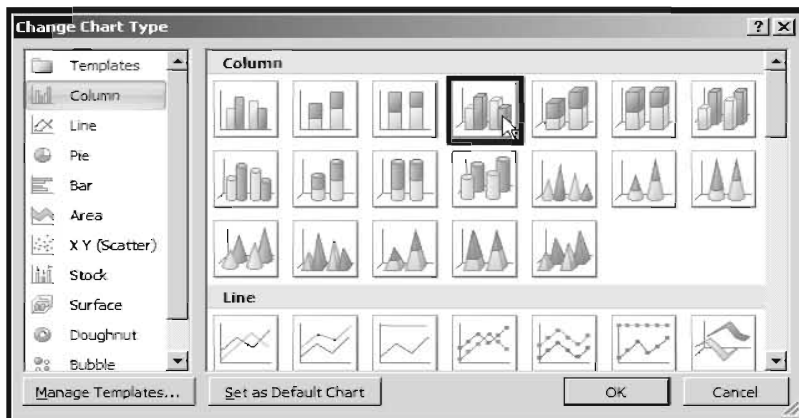 Change Chart Type
Templates
Column
Line
Pie
Bar
Area
X Y (Scatter)
Stock
Surface
Doughnut
Bubble
Column
Line
Manage Templates...
Set as Default Chart
OK
Cancel